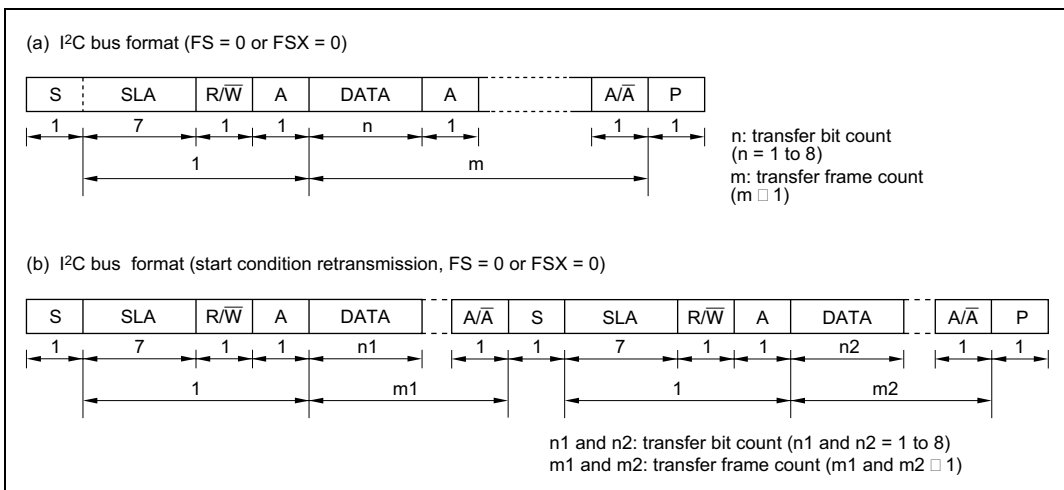 (a) I²C bus format (FS = 0 or FSX = 0)
S SLA R/W̅ A DATA A A/A̅ P
1 7 1 1 n 1 1 1
1 m
n: transfer bit count
(n = 1 to 8)
m: transfer frame count
(m □ 1)
(b) I²C bus format (start condition retransmission, FS = 0 or FSX = 0)
S SLA R/W̅ A DATA A/A̅ S SLA R/W̅ A DATA A/A̅ P
1 7 1 1 n1 1 1 7 1 1 n2 1 1
1 m1 1 m2
n1 and n2: transfer bit count (n1 and n2 = 1 to 8)
m1 and m2: transfer frame count (m1 and m2 □ 1)